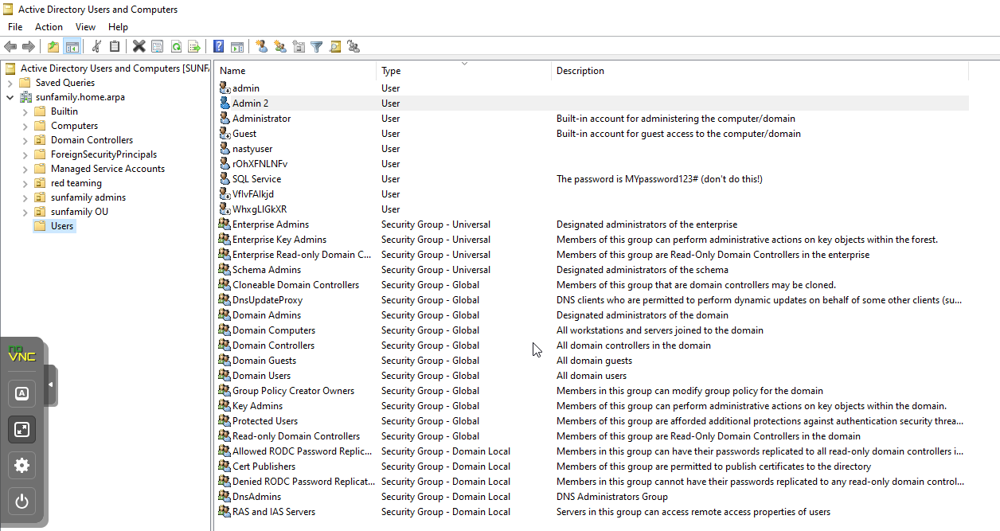 Active Directory Users and Computers
File Action View Help
Active Directory Users and Computers [SUNFA
Saved Queries
sunfamily.home.arpa
Builtin
Computers
Domain Controllers
ForeignSecurityPrincipals
Managed Service Accounts
red teaming
sunfamily admins
sunfamily OU
Users
Name Type Description
admin User
Admin 2 User
Administrator User Built-in account for administering the computer/domain
Guest User Built-in account for guest access to the computer/domain
nastyuser User
rOhXFNLNFv User
SQL Service User The password is MYpassword123# (don't do this!)
VflvFAlkjd User
WhxgLIGkXR User
Enterprise Admins Security Group - Universal Designated administrators of the enterprise
Enterprise Key Admins Security Group - Universal Members of this group can perform administrative actions on key objects within the forest.
Enterprise Read-only Domain C... Security Group - Universal Members of this group are Read-Only Domain Controllers in the enterprise
Schema Admins Security Group - Universal Designated administrators of the schema
Cloneable Domain Controllers Security Group - Global Members of this group that are domain controllers may be cloned.
DnsUpdateProxy Security Group - Global DNS clients who are permitted to perform dynamic updates on behalf of some other clients (su...
Domain Admins Security Group - Global Designated administrators of the domain
Domain Computers Security Group - Global All workstations and servers joined to the domain
Domain Controllers Security Group - Global All domain controllers in the domain
Domain Guests Security Group - Global All domain guests
Domain Users Security Group - Global All domain users
Group Policy Creator Owners Security Group - Global Members in this group can modify group policy for the domain
Key Admins Security Group - Global Members of this group can perform administrative actions on key objects within the domain.
Protected Users Security Group - Global Members of this group are afforded additional protections against authentication security threa...
Read-only Domain Controllers Security Group - Global Members of this group are Read-Only Domain Controllers in the domain
Allowed RODC Password Replic... Security Group - Domain Local Members in this group can have their passwords replicated to all read-only domain controllers i...
Cert Publishers Security Group - Domain Local Members of this group are permitted to publish certificates to the directory
Denied RODC Password Replicat... Security Group - Domain Local Members in this group cannot have their passwords replicated to any read-only domain control...
DnsAdmins Security Group - Domain Local DNS Administrators Group
RAS and IAS Servers Security Group - Domain Local Servers in this group can access remote access properties of users
no
VNC
A